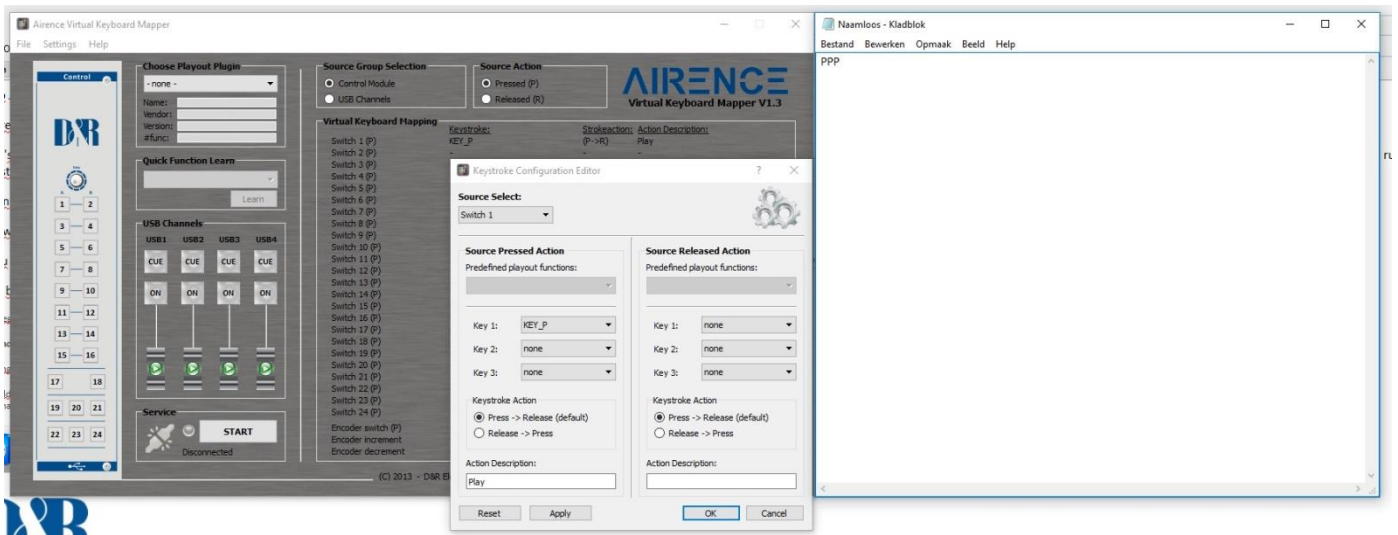 Airence Virtual Keyboard Mapper
File Settings Help
Control
D&R
A B
1 2
3 4
5 6
7 8
9 10
11 12
13 14
15 16
17 18
19 20 21
22 23 24
Choose Playout Plugin
- none -
Name:
Vendor:
Version:
#func:
Quick Function Learn
Learn
USB Channels
USB1 USB2 USB3 USB4
CUE CUE CUE CUE
ON ON ON ON
Service
START
Disconnected
Source Group Selection
Control Module
USB Channels
Source Action
Pressed (P)
Released (R)
AIRENCE
Virtual Keyboard Mapper V1.3
Virtual Keyboard Mapping
Keystroke: Strokeaction: Action Description:
Switch 1 (P) KEY_P (P->R) Play
Switch 2 (P) - - -
Switch 3 (P)
Switch 4 (P)
Switch 5 (P)
Switch 6 (P)
Switch 7 (P)
Switch 8 (P)
Switch 9 (P)
Switch 10 (P)
Switch 11 (P)
Switch 12 (P)
Switch 13 (P)
Switch 14 (P)
Switch 15 (P)
Switch 16 (P)
Switch 17 (P)
Switch 18 (P)
Switch 19 (P)
Switch 20 (P)
Switch 21 (P)
Switch 22 (P)
Switch 23 (P)
Switch 24 (P)
Encoder switch (P)
Encoder increment
Encoder decrement
(C) 2013 - D&R El
Keystroke Configuration Editor
Source Select:
Switch 1
Source Pressed Action
Predefined playout functions:
Key 1: KEY_P
Key 2: none
Key 3: none
Keystroke Action
Press -> Release (default)
Release -> Press
Action Description:
Play
Source Released Action
Predefined playout functions:
Key 1: none
Key 2: none
Key 3: none
Keystroke Action
Press -> Release (default)
Release -> Press
Action Description:
Reset Apply OK Cancel
Naamloos - Kladblok
Bestand Bewerken Opmaak Beeld Help
PPP
ru
D&R